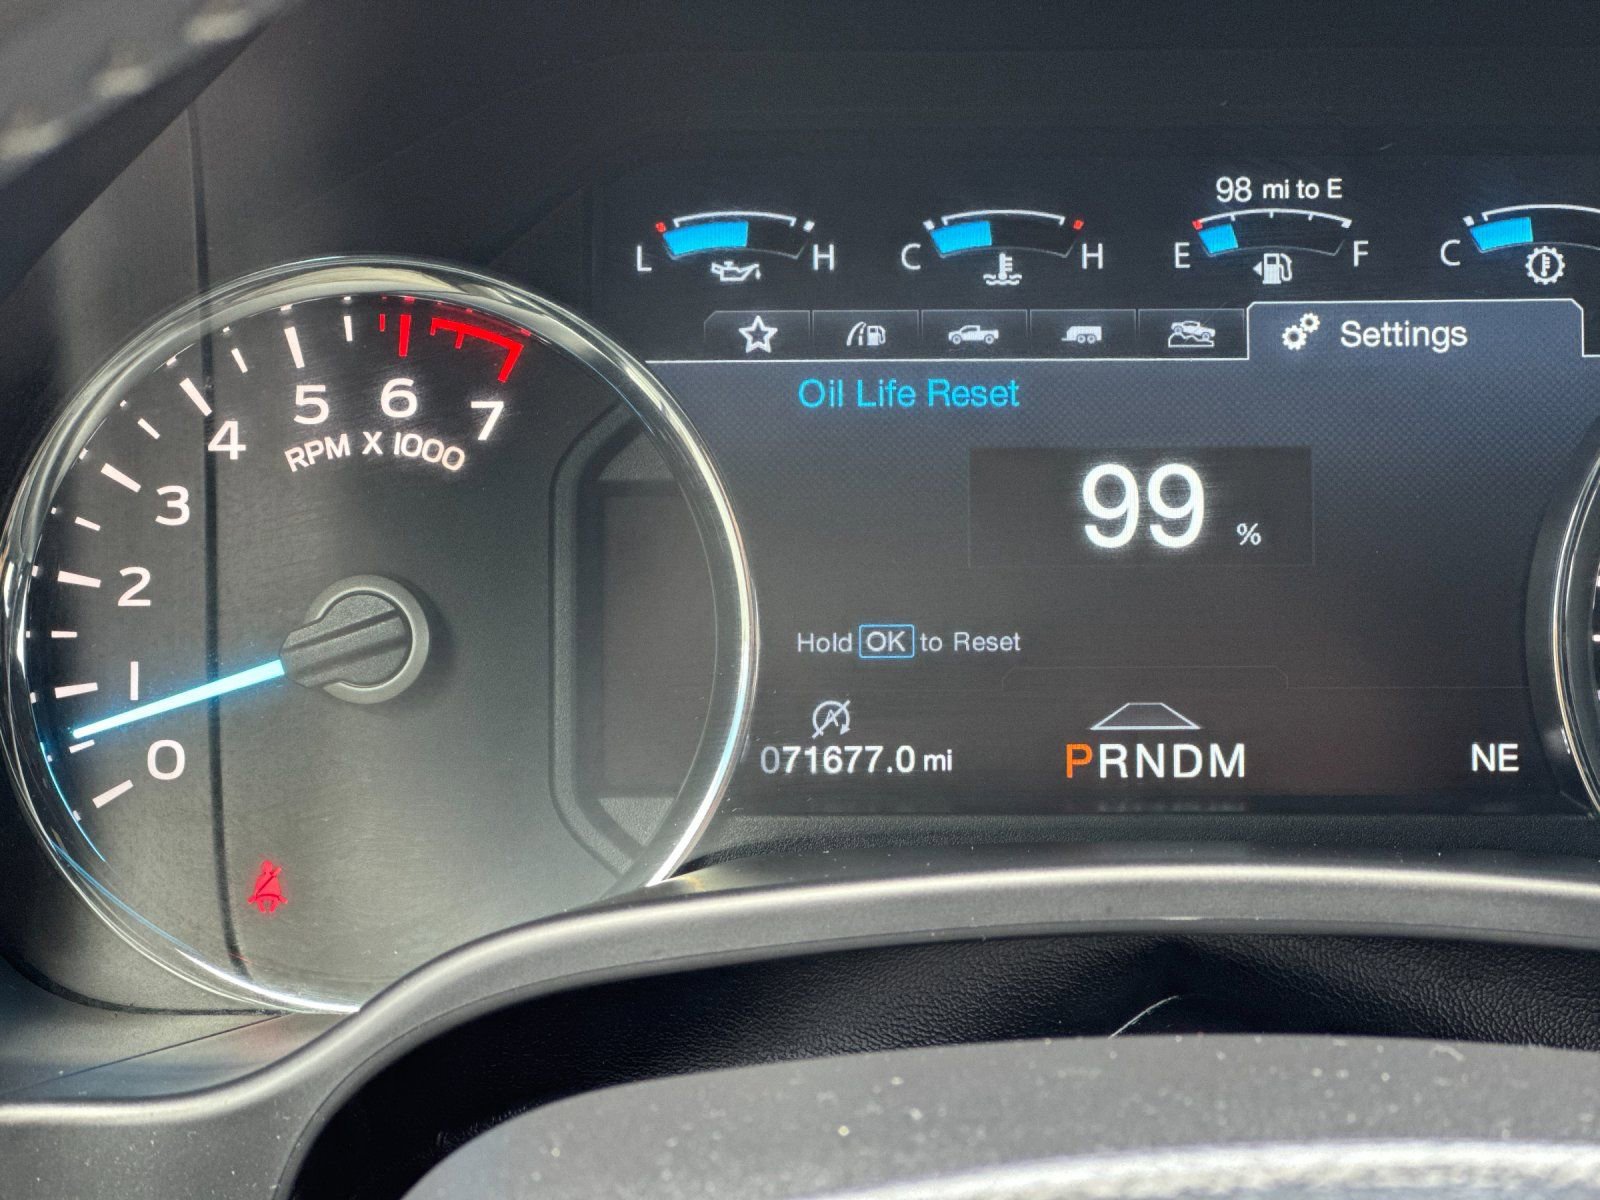 98 mi to E
L H C H E F C
Settings
Oil Life Reset
99 %
Hold OK to Reset
071677.0 mi
PRNDM
NE
0 1 2 3 4 5 6 7
RPM X 1000